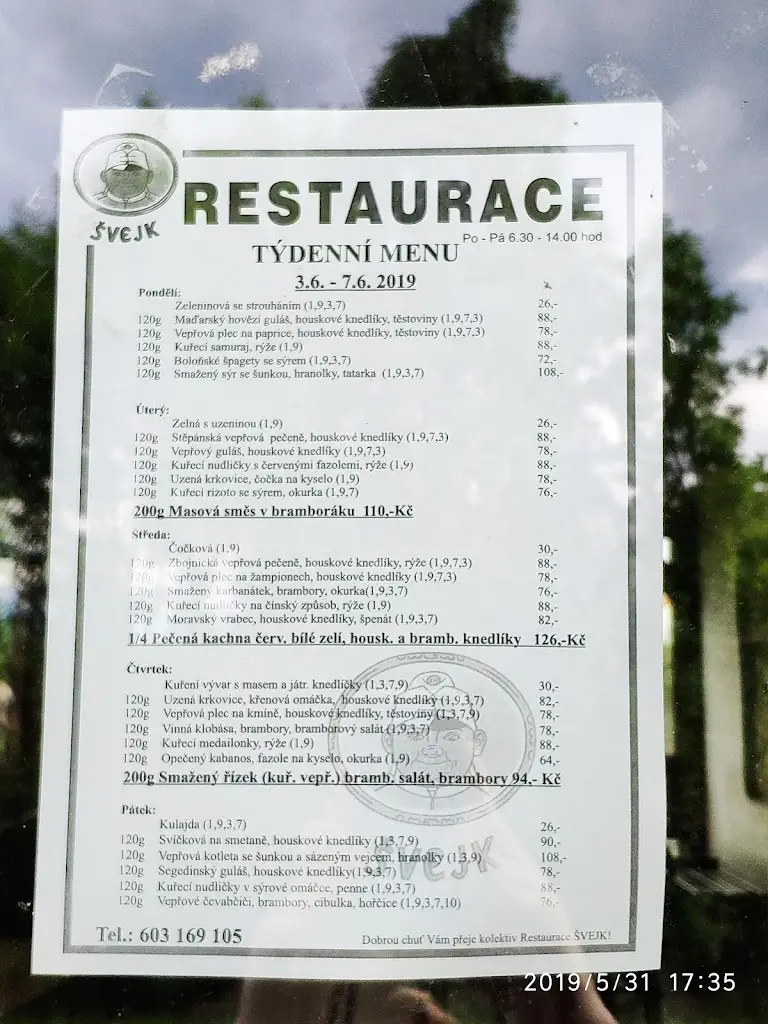 ŠVEJK
RESTAURACE
Po - Pá 6.30 - 14.00 hod
TÝDENNÍ MENU
3.6. - 7.6. 2019
Pondělí:
Zeleninová se strouháním (1,9,3,7) 26,-
120g Maďarský hovězí guláš, houskové knedlíky, těstoviny (1,9,7,3) 88,-
120g Vepřová plec na paprice, houskové knedlíky, těstoviny (1,9,7,3) 78,-
120g Kuřecí samuraj, rýže (1,9) 88,-
120g Boloňské špagety se sýrem (1,9,3,7) 72,-
120g Smažený sýr se šunkou, hranolky, tatarka (1,9,3,7) 108,-
Úterý:
Zelná s uzeninou (1,9) 26,-
120g Štěpánská vepřová pečeně, houskové knedlíky (1,9,7,3) 88,-
120g Vepřový guláš, houskové knedlíky (1,9,7,3) 78,-
120g Kuřecí nudličky s červenými fazolemi, rýže (1,9) 88,-
120g Uzená krkovice, čočka na kyselo (1,9) 78,-
120g Kuřecí rizoto se sýrem, okurka (1,9,7) 76,-
200g Masová směs v bramboráku 110,-Kč
Středa:
Čočková (1,9) 30,-
120g Zbojnická vepřová pečeně, houskové knedlíky, rýže (1,9,7,3) 88,-
120g Vepřová plec na žampionech, houskové knedlíky (1,9,7,3) 78,-
120g Smažený karbanátek, brambory, okurka(1,9,3,7) 76,-
120g Kuřecí nudličky na čínský způsob, rýže (1,9) 88,-
120g Moravský vrabec, houskové knedlíky, špenát (1,9,3,7) 82,-
1/4 Pečená kachna červ. bílé zelí, housk. a bramb. knedlíky 126,-Kč
Čtvrtek:
Kuření vývar s masem a játr. knedlíčky (1,3,7,9) 30,-
120g Uzená krkovice, křenová omáčka, houskové knedlíky (1,9,3,7) 82,-
120g Vepřová plec na kmíně, houskové knedlíky, těstoviny (1,3,7,9) 78,-
120g Vinná klobása, brambory, bramborový salát (1,9,3,7) 78,-
120g Kuřecí medailonky, rýže (1,9) 88,-
120g Opečený kabanos, fazole na kyselo, okurka (1,9) 64,-
200g Smažený řízek (kuř. vepř.) bramb. salát, brambory 94,- Kč
Pátek:
Kulajda (1,9,3,7) 26,-
120g Svíčková na smetaně, houskové knedlíky (1,3,7,9) 90,-
120g Vepřová kotleta se šunkou a sázeným vejcem, hranolky (1,3,9) 108,-
120g Segedinský guláš, houskové knedlíky(1,9,3,7) 78,-
120g Kuřecí nudličky v sýrové omáčce, penne (1,9,3,7) 88,-
120g Vepřové čevabčiči, brambory, cibulka, hořčice (1,9,3,7,10) 76,-
ŠVEJK
Tel.: 603 169 105
Dobrou chuť Vám přeje kolektiv Restaurace ŠVEJK!
2019/5/31 17:35